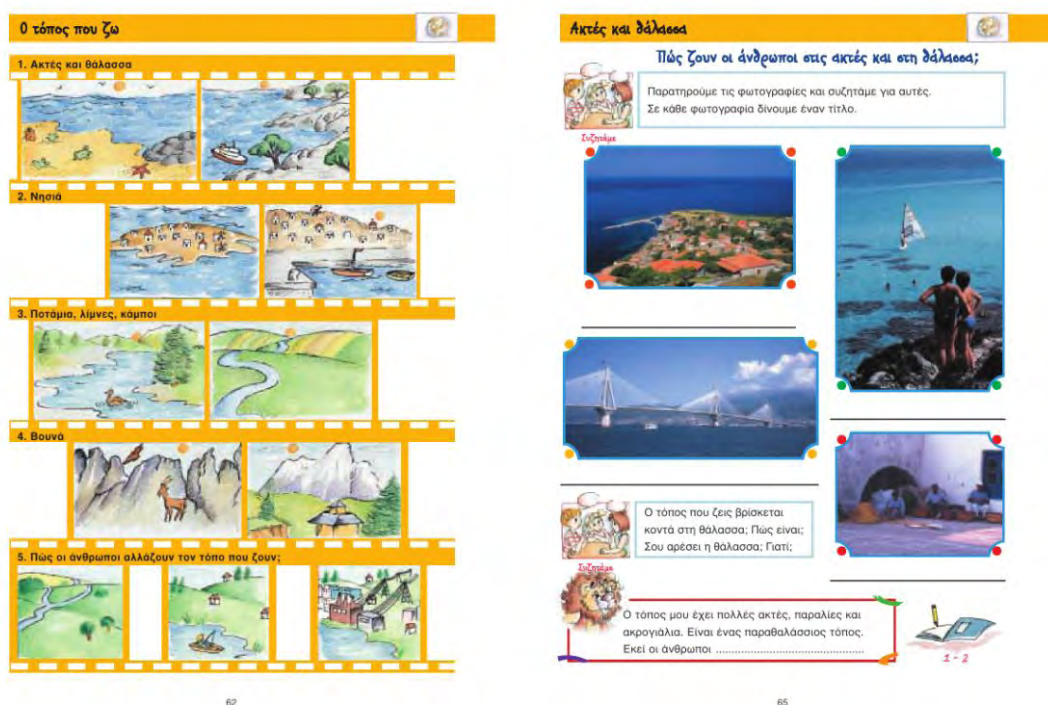 Ο τόπος που ζω
1. Ακτές και θάλασσα
2. Νησιά
3. Ποτάμια, λίμνες, κάμποι
4. Βουνά
5. Πώς οι άνθρωποι αλλάζουν τον τόπο που ζουν;
62
Ακτές και θάλασσα
Πώς ζουν οι άνθρωποι στις ακτές και στη θάλασσα;
Παρατηρούμε τις φωτογραφίες και συζητάμε για αυτές.
Σε κάθε φωτογραφία δίνουμε έναν τίτλο.
Συζητάμε
Ο τόπος που ζεις βρίσκεται
κοντά στη θάλασσα; Πώς είναι;
Σου αρέσει η θάλασσα; Γιατί;
Συζητάμε
Ο τόπος μου έχει πολλές ακτές, παραλίες και
ακρογιάλια. Είναι ένας παραθαλάσσιος τόπος.
Εκεί οι άνθρωποι ............................................
1 - 2
65